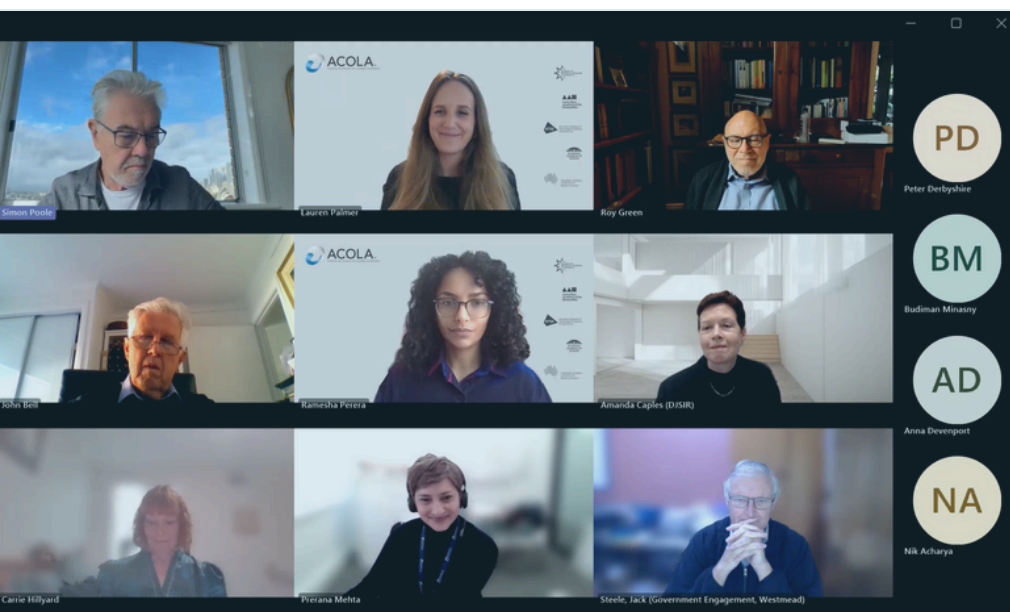 ACOLA
Simon Poole
Lauren Palmer
Roy Green
PD
Peter Derbyshire
BM
Budiman Minasny
ACOLA
John Bell
Ramesha Perera
Amanda Caples (DJSIR)
AD
Anna Devenport
Carrie Hillyard
Prerana Mehta
Steele, Jack (Government Engagement, Westmead)
NA
Nik Acharya